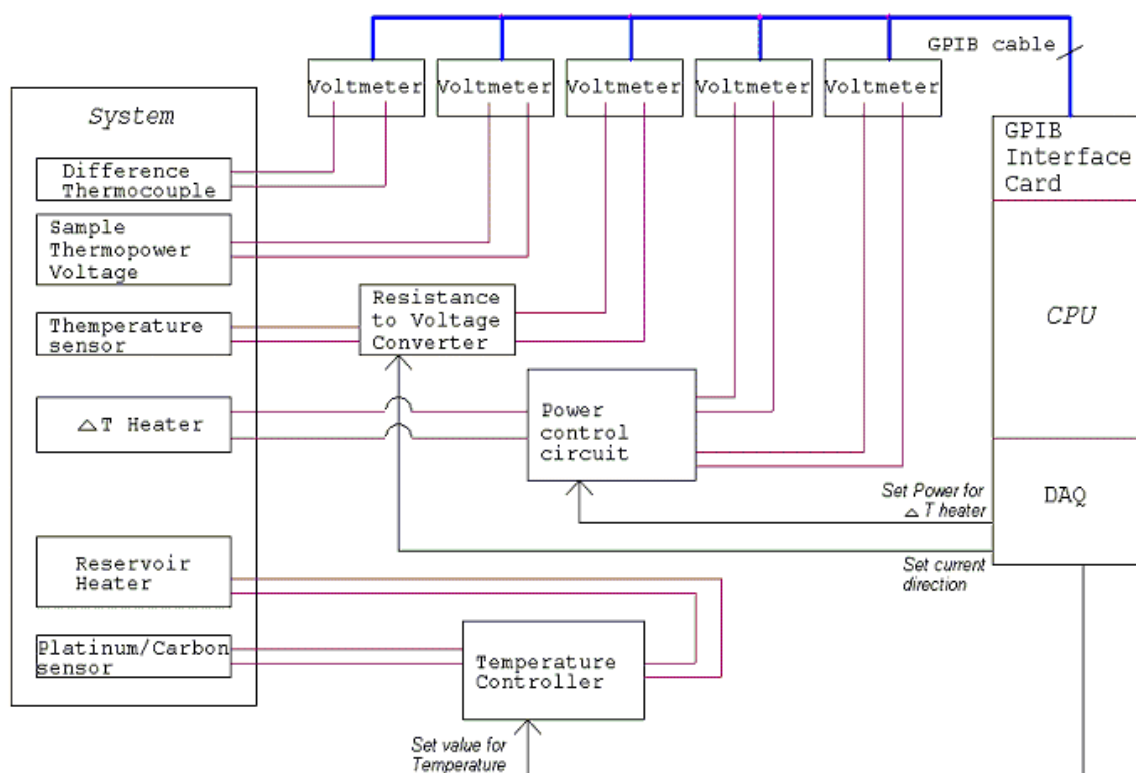 GPIB cable
Voltmeter
Voltmeter
Voltmeter
Voltmeter
Voltmeter
System
GPIB
Interface
Card
Difference
Thermocouple
Sample
Thermopower
Voltage
Resistance
to Voltage
Converter
Themperature
sensor
CPU
△T Heater
Power
control
circuit
Set Power for
△ T heater
DAQ
Set current
direction
Reservoir
Heater
Platinum/Carbon
sensor
Temperature
Controller
Set value for
Temperature